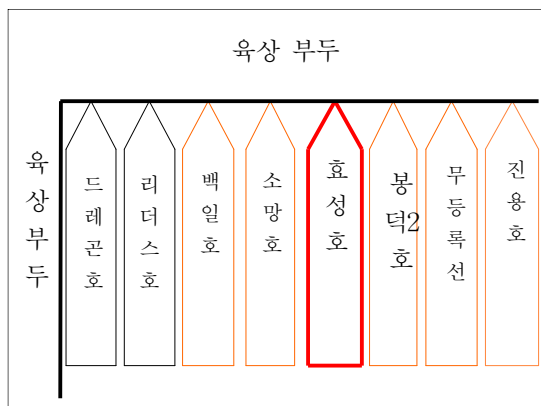 육상 부두
육상부두
드레곤호
리더스호
백일호
소망호
효성호
봉덕2호
무등록선
진용호